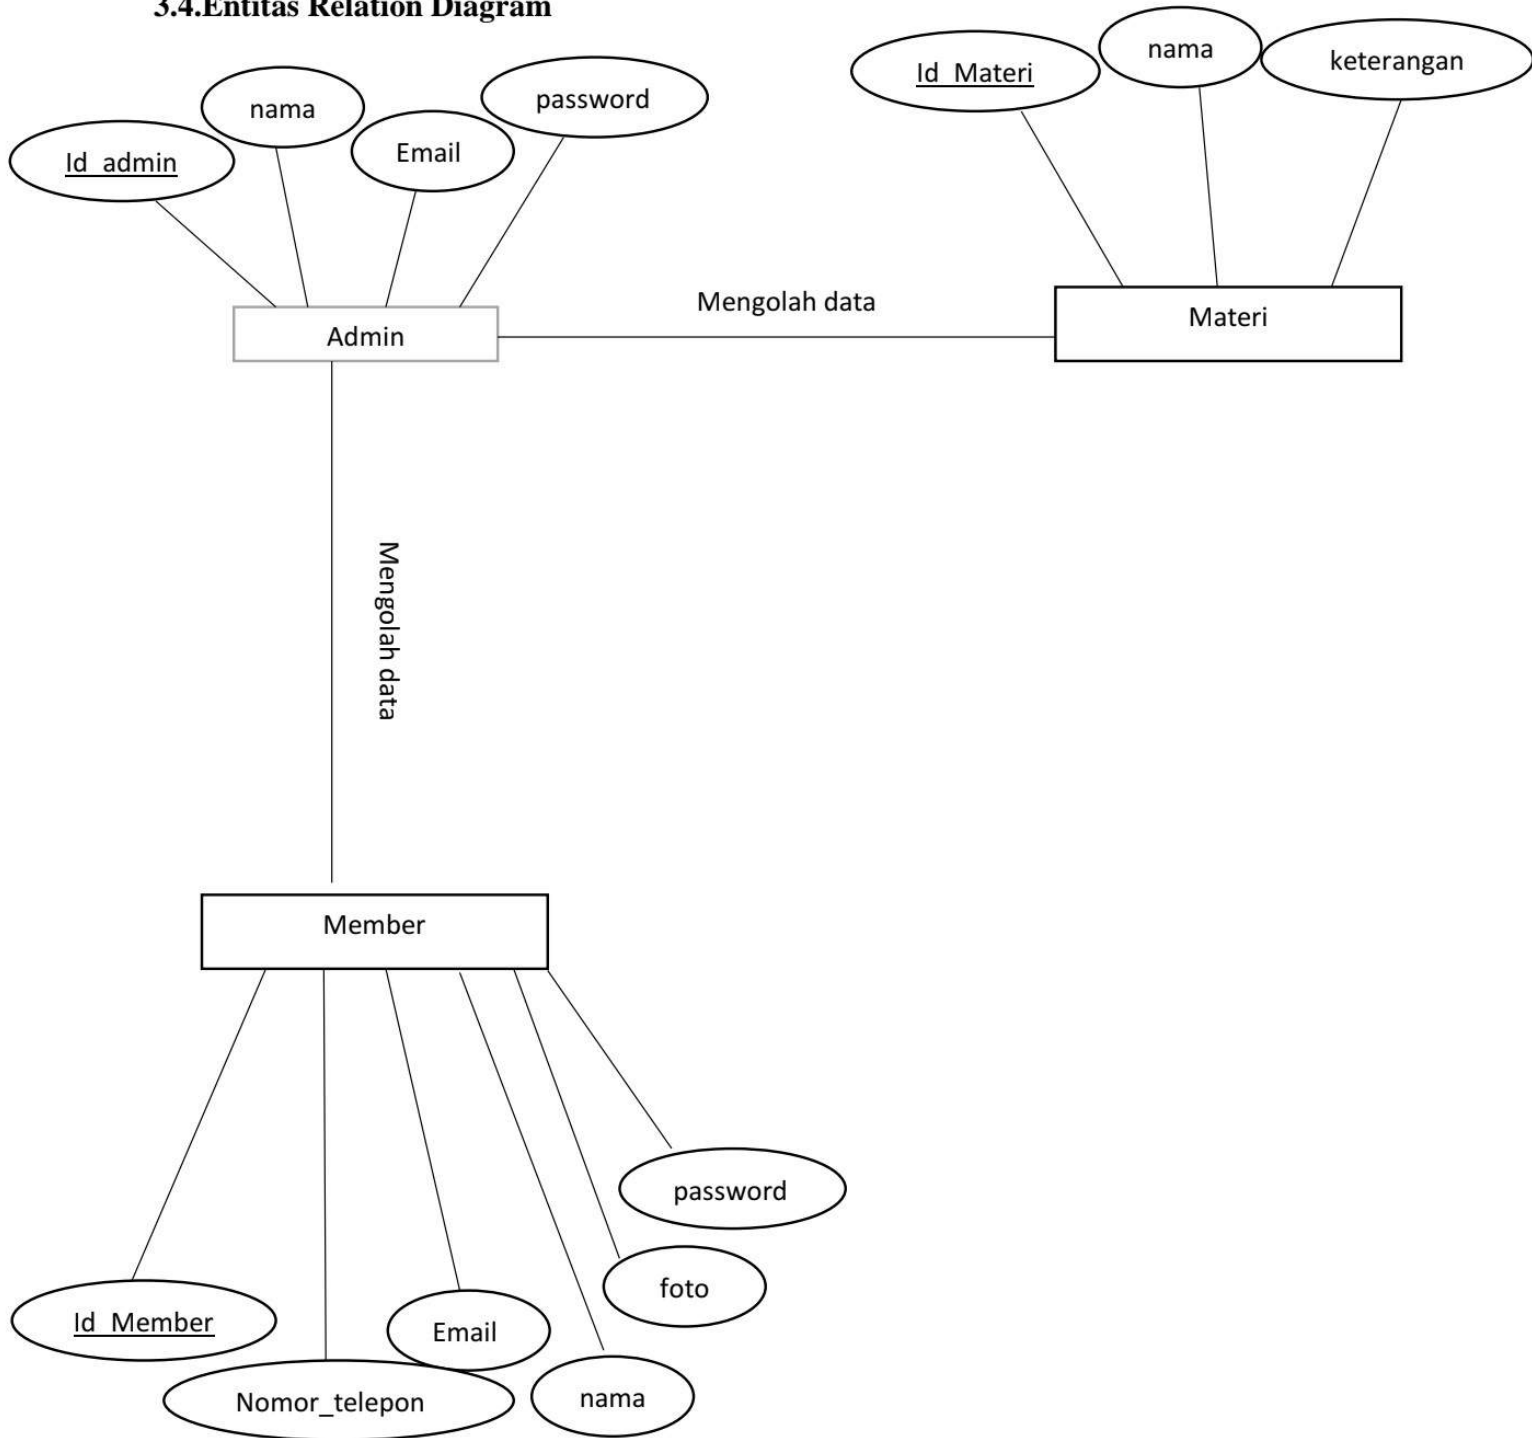 3.4.Entitas Relation Diagram
Id_admin
nama
Email
password
Id_Materi
nama
keterangan
Admin
Mengolah data
Materi
Mengolah data
Member
password
foto
Id_Member
Email
Nomor_telepon
nama